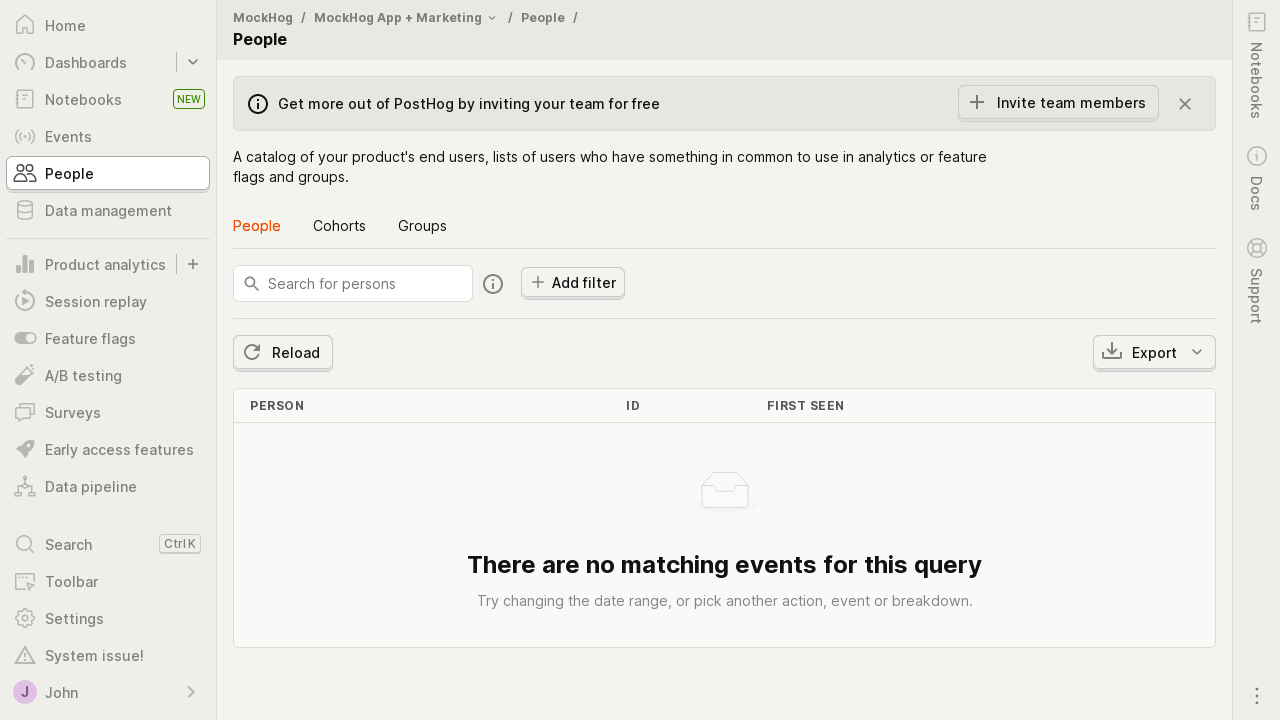 Home
Dashboards
Notebooks
NEW
Events
People
Data management
Product analytics
Session replay
Feature flags
A/B testing
Surveys
Early access features
Data pipeline
Search
Ctrl K
Toolbar
Settings
System issue!
J
John
MockHog / MockHog App + Marketing / People /
People
Get more out of PostHog by inviting your team for free
Invite team members
A catalog of your product's end users, lists of users who have something in common to use in analytics or feature
flags and groups.
People
Cohorts
Groups
Search for persons
Add filter
Reload
Export
PERSON
ID
FIRST SEEN
There are no matching events for this query
Try changing the date range, or pick another action, event or breakdown.
Notebooks
Docs
Support